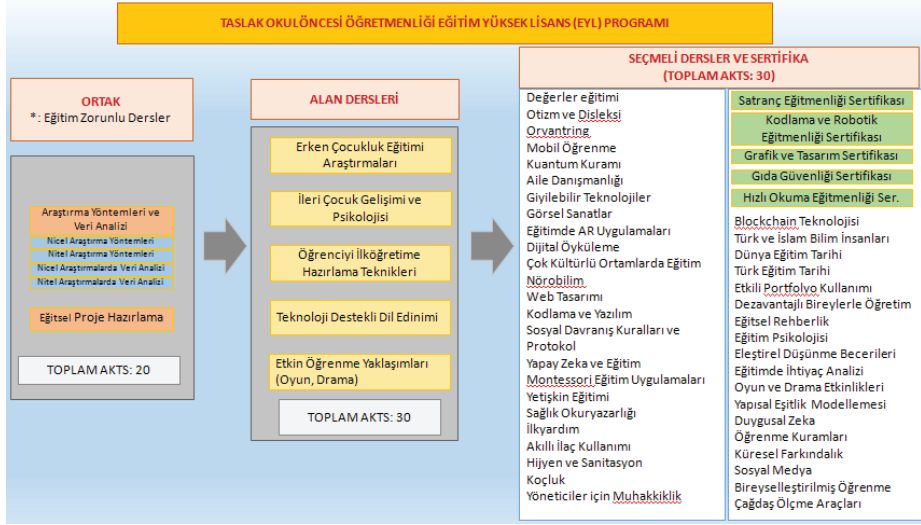 TASLAK OKULÖNCESİ ÖĞRETMENLİĞİ EĞİTİM YÜKSEK LİSANS (EYL) PROGRAMI
ORTAK
*: Eğitim Zorunlu Dersler
Araştırma Yöntemleri ve
Veri Analizi
Nicel Araştırma Yöntemleri
Nitel Araştırma Yöntemleri
Nicel Araştırmalarda Veri Analizi
Nitel Araştırmalarda Veri Analizi
Eğitsel Proje Hazırlama
TOPLAM AKTS: 20
ALAN DERSLERİ
Erken Çocukluk Eğitimi
Araştırmaları
İleri Çocuk Gelişimi ve
Psikolojisi
Öğrenciyi İlköğretime
Hazırlama Teknikleri
Teknoloji Destekli Dil Edinimi
Etkin Öğrenme Yaklaşımları
(Oyun, Drama)
TOPLAM AKTS: 30
SEÇMELİ DERSLER VE SERTİFİKA
(TOPLAM AKTS: 30)
Değerler eğitimi
Otizm ve Disleksi
Orvantring
Mobil Öğrenme
Kuantum Kuramı
Aile Danışmanlığı
Giyilebilir Teknolojiler
Görsel Sanatlar
Eğitimde AR Uygulamaları
Dijital Öyküleme
Çok Kültürlü Ortamlarda Eğitim
Nörobilim
Web Tasarımı
Kodlama ve Yazılım
Sosyal Davranış Kuralları ve
Protokol
Yapay Zeka ve Eğitim
Montessori Eğitim Uygulamaları
Yetişkin Eğitimi
Sağlık Okuryazarlığı
İlkyardım
Akıllı İlaç Kullanımı
Hijyen ve Sanitasyon
Koçluk
Yöneticiler için Muhakkiklik
Satranç Eğitmenliği Sertifikası
Kodlama ve Robotik
Eğitmenliği Sertifikası
Grafik ve Tasarım Sertifikası
Gıda Güvenliği Sertifikası
Hızlı Okuma Eğitmenliği Ser.
Blockchain Teknolojisi
Türk ve İslam Bilim İnsanları
Dünya Eğitim Tarihi
Türk Eğitim Tarihi
Etkili Portfolyo Kullanımı
Dezavantajlı Bireylerle Öğretim
Eğitsel Rehberlik
Eğitim Psikolojisi
Eleştirel Düşünme Becerileri
Eğitimde İhtiyaç Analizi
Oyun ve Drama Etkinlikleri
Yapısal Eşitlik Modellemesi
Duygusal Zeka
Öğrenme Kuramları
Küresel Farkındalık
Sosyal Medya
Bireyselleştirilmiş Öğrenme
Çağdaş Ölçme Araçları